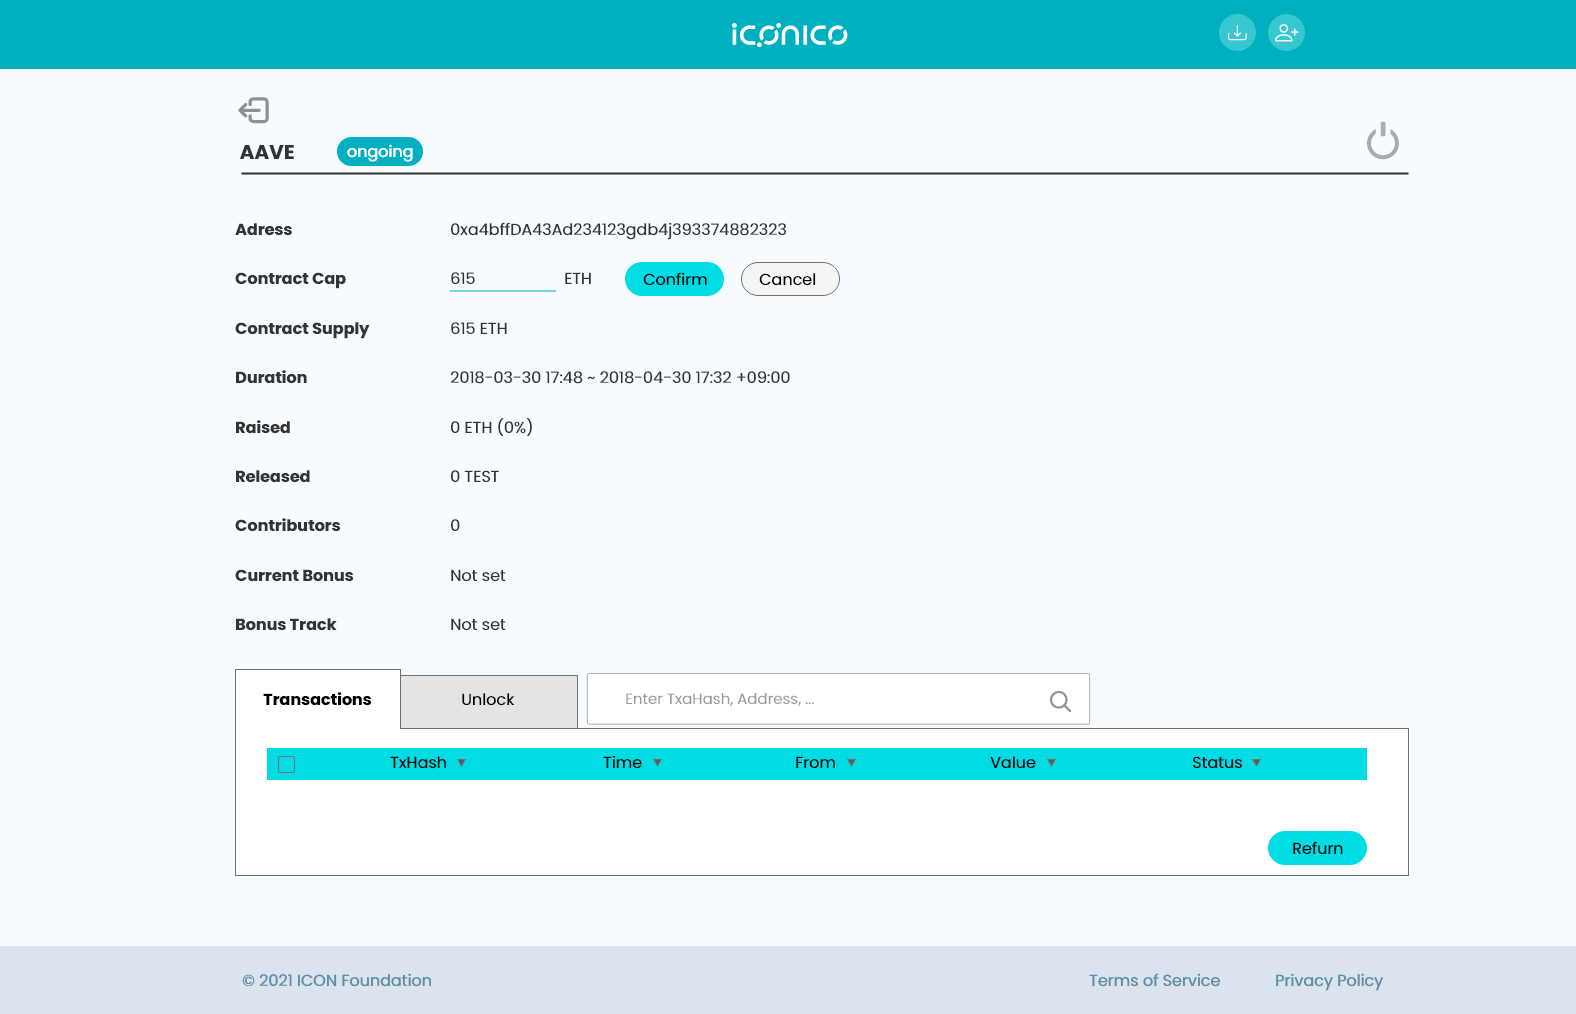 iconico
AAVE ongoing
Adress 0xa4bffDA43Ad234123gdb4j393374882323
Contract Cap 615 ETH Confirm Cancel
Contract Supply 615 ETH
Duration 2018-03-30 17:48 ~ 2018-04-30 17:32 +09:00
Raised 0 ETH (0%)
Released 0 TEST
Contributors 0
Current Bonus Not set
Bonus Track Not set
Transactions Unlock Enter TxaHash, Address, ...
TxHash Time From Value Status
Refurn
© 2021 ICON Foundation Terms of Service Privacy Policy